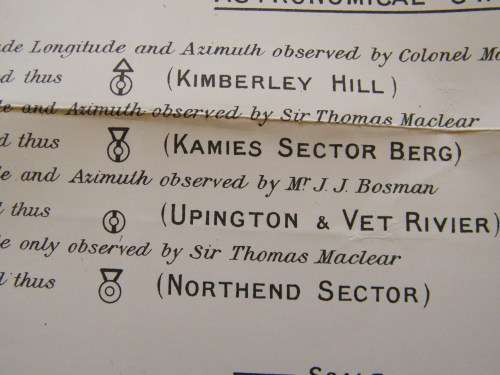 ASTRONOMICAL
Longitude and Azimuth observed by Colonel
thus (KIMBERLEY HILL)
and Azimuth observed by Sir Thomas Maclear
thus (KAMIES SECTOR BERG)
and Azimuth observed by Mr J. J. Bosman
thus (UPINGTON & VET RIVIER)
only observed by Sir Thomas Maclear
thus (NORTHEND SECTOR)
SCALE